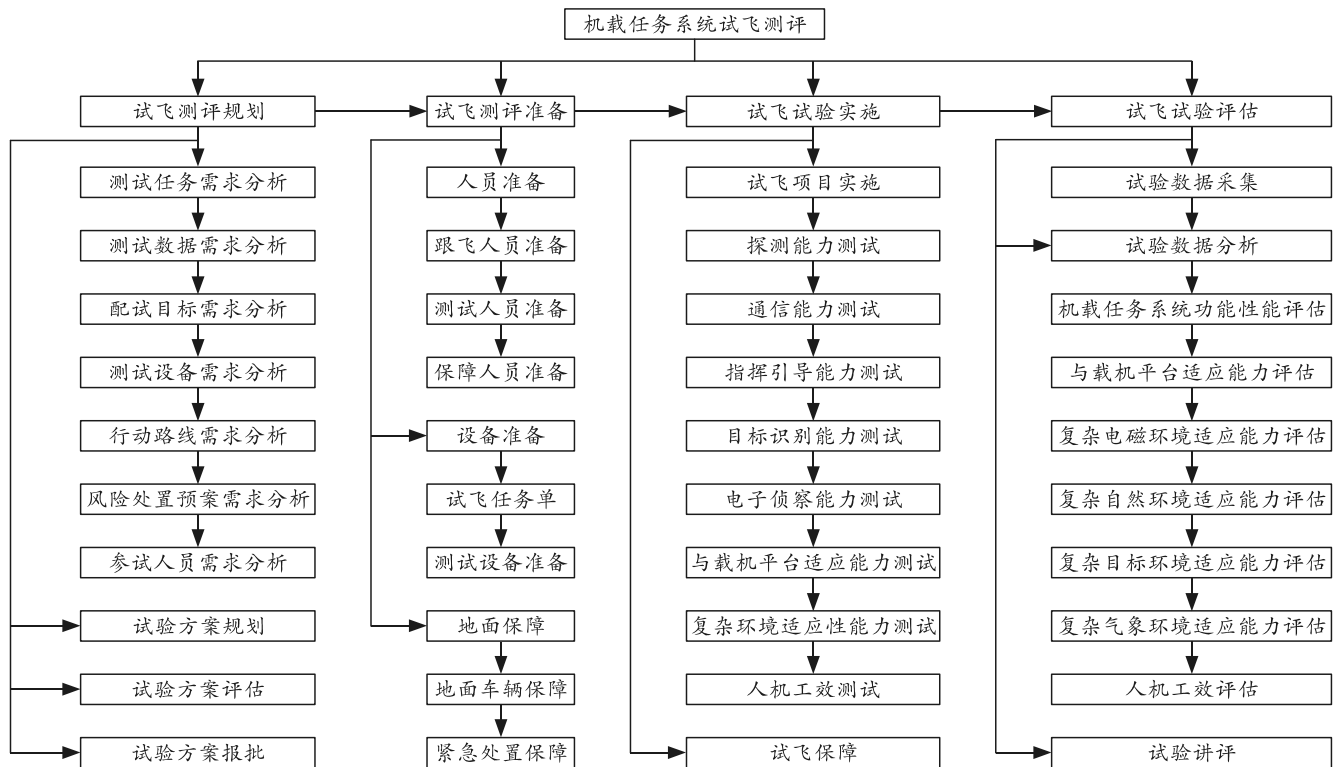 机载任务系统试飞测评
试飞测评规划
试飞测评准备
试飞试验实施
试飞试验评估
测试任务需求分析
人员准备
试飞项目实施
试验数据采集
测试数据需求分析
跟飞人员准备
探测能力测试
试验数据分析
配试目标需求分析
测试人员准备
通信能力测试
机载任务系统功能性能评估
测试设备需求分析
保障人员准备
指挥引导能力测试
与载机平台适应能力评估
行动路线需求分析
设备准备
目标识别能力测试
复杂电磁环境适应能力评估
风险处置预案需求分析
试飞任务单
电子侦察能力测试
复杂自然环境适应能力评估
参试人员需求分析
测试设备准备
与载机平台适应能力测试
复杂目标环境适应能力评估
试验方案规划
地面保障
复杂环境适应性能力测试
复杂气象环境适应能力评估
试验方案评估
地面车辆保障
人机工效测试
人机工效评估
试验方案报批
紧急处置保障
试飞保障
试验讲评